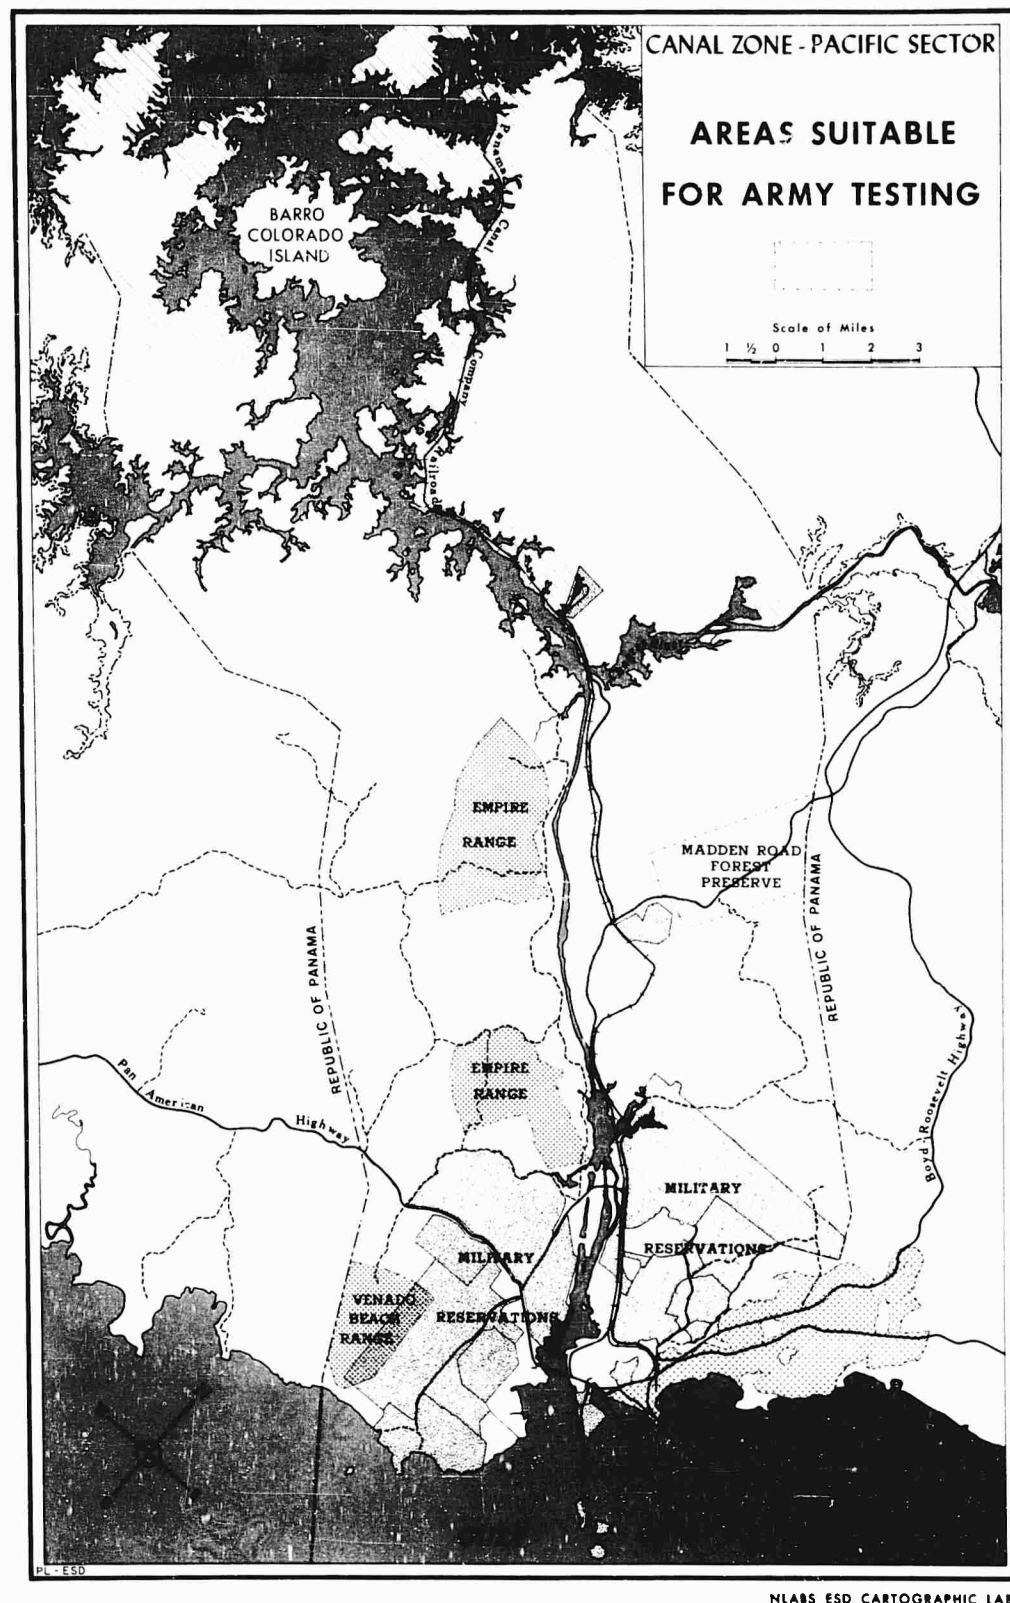 CANAL ZONE - PACIFIC SECTOR
AREAS SUITABLE
FOR ARMY TESTING
Scale of Miles
1 ½ 0 1 2 3
BARRO
COLORADO
ISLAND
Panama
Canal
Company
Railroad
EMPIRE
RANGE
MADDEN ROAD
FOREST
PRESERVE
REPUBLIC OF PANAMA
REPUBLIC OF PANAMA
Boyd-Roosevelt Highway
EMPIRE
RANGE
Pan American Highway
MILITARY
RESERVATIONS
MILITARY
RESERVATIONS
VENADO
BEACH
RANGE
PL - ESD
NLABS ESD CARTOGRAPHIC LAB